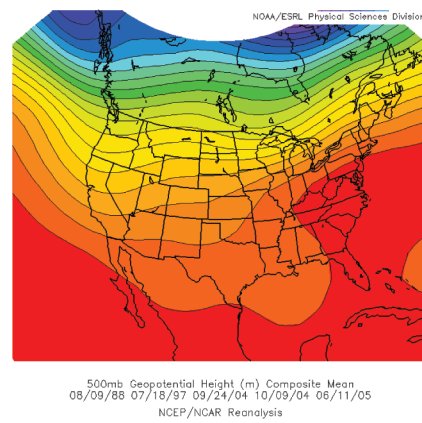 NOAA/ESRL Physical Sciences Division
500mb Geopotential Height (m) Composite Mean
08/09/88 07/18/97 09/24/04 10/09/04 06/11/05
NCEP/NCAR Reanalysis